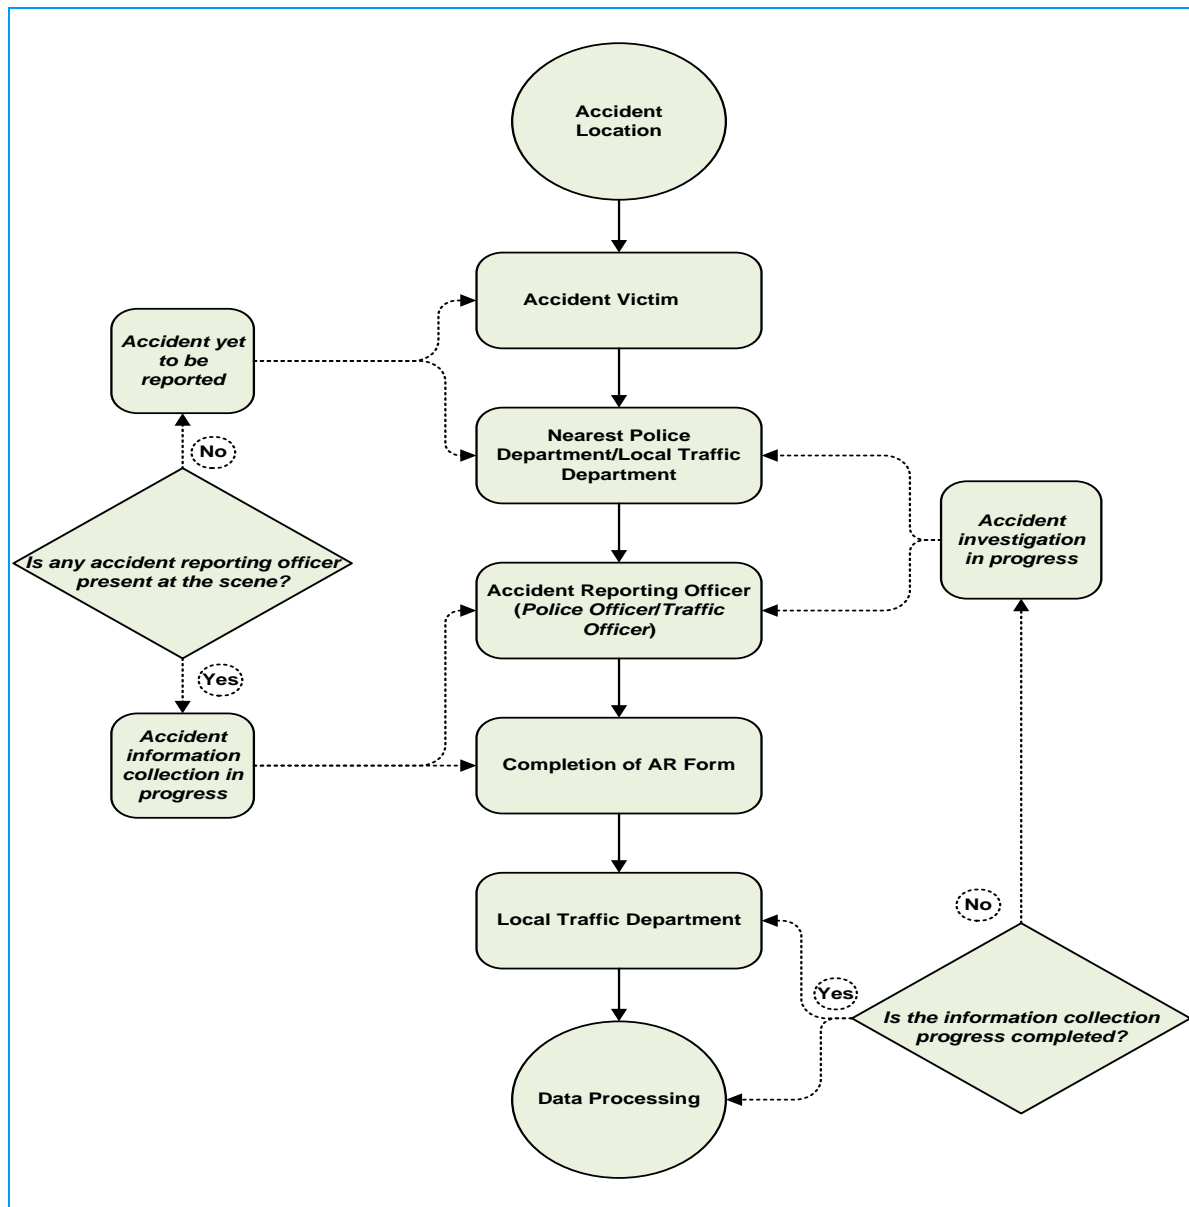 Accident
Location
Accident Victim
Accident yet
to be
reported
No
Nearest Police
Department/Local Traffic
Department
Is any accident reporting officer
present at the scene?
Accident
investigation
in progress
Accident Reporting Officer
(Police Officer/Traffic
Officer)
Yes
Accident
information
collection in
progress
Completion of AR Form
Local Traffic Department
No
Yes
Is the information collection
progress completed?
Data Processing